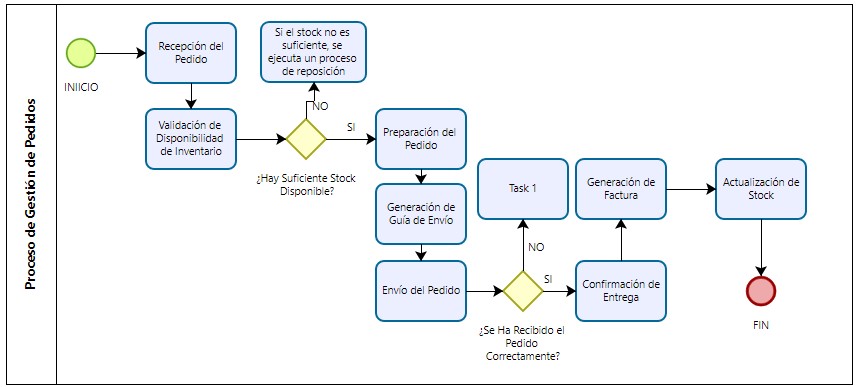 Proceso de Gestión de Pedidos
INIICIO
Recepción del
Pedido
Validación de
Disponibilidad
de Inventario
¿Hay Suficiente Stock
Disponible?
NO
Si el stock no es
suficiente, se
ejecuta un proceso
de reposición
SI
Preparación del
Pedido
Generación de
Guía de Envío
Envío del Pedido
¿Se Ha Recibido el
Pedido
Correctamente?
NO
Task 1
SI
Confirmación de
Entrega
Generación de
Factura
Actualización de
Stock
FIN